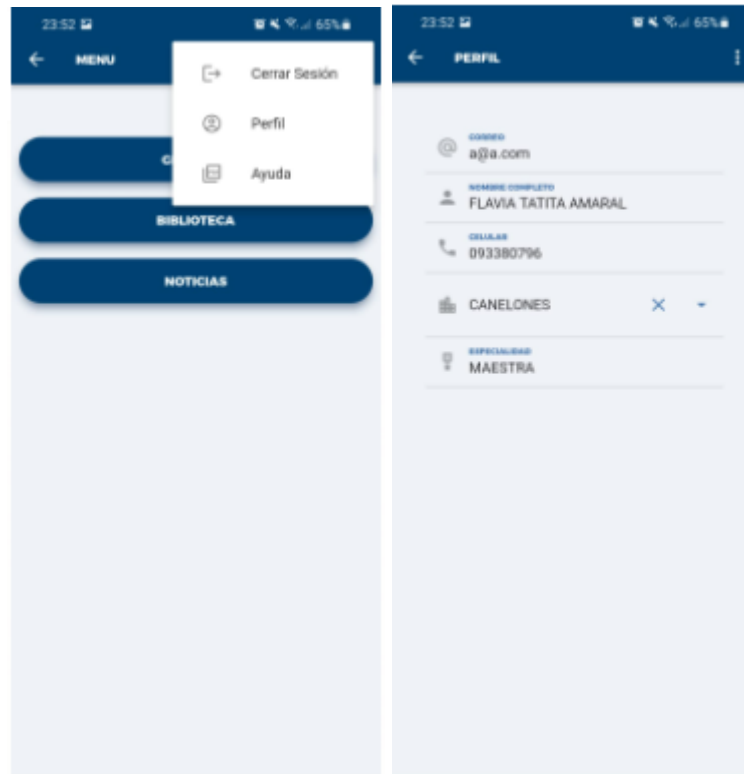 23:52
65%
MENU
Cerrar Sesión
Perfil
Ayuda
BIBLIOTECA
NOTICIAS
23:52
65%
PERFIL
CORREO
a@a.com
NOMBRE COMPLETO
FLAVIA TATITA AMARAL
CELULAR
093380796
CANELONES
ESPECIALIDAD
MAESTRA